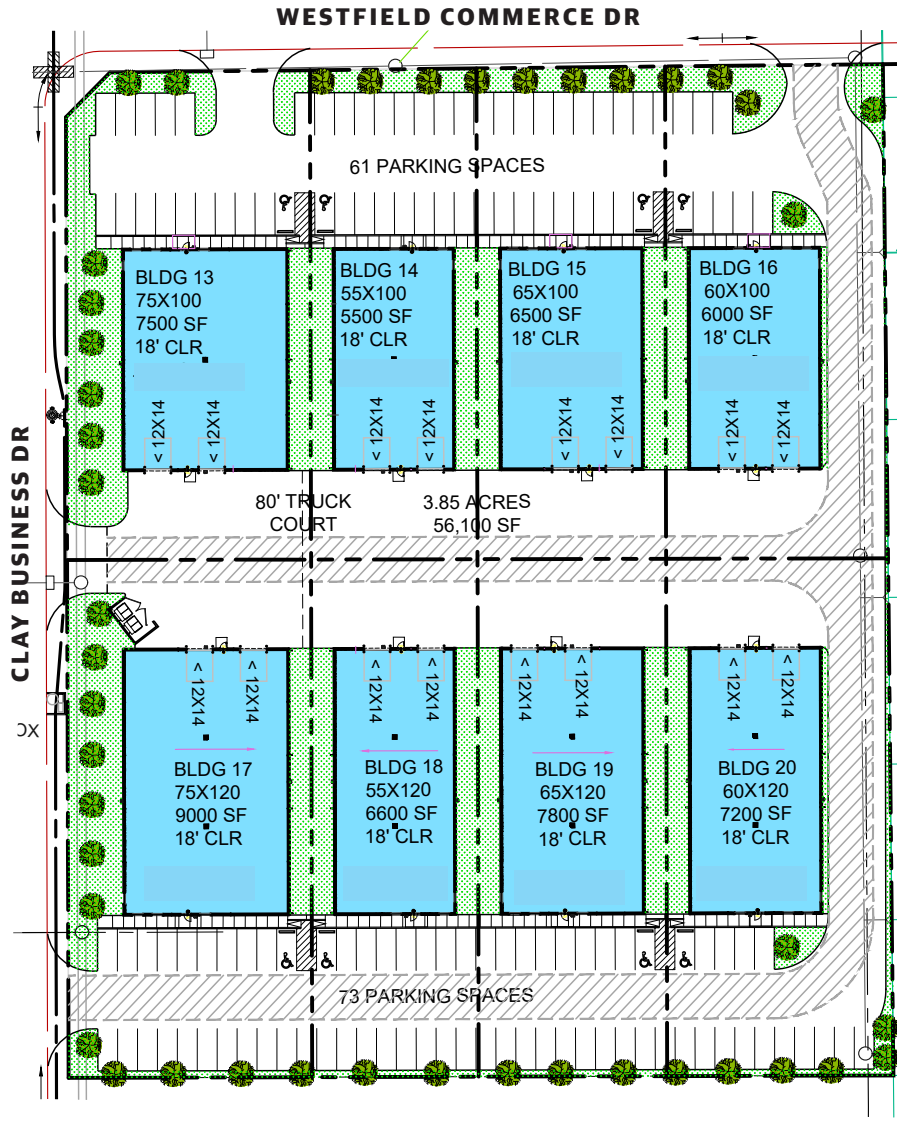 WESTFIELD COMMERCE DR
61 PARKING SPACES
BLDG 13
75X100
7500 SF
18' CLR
BLDG 14
55X100
5500 SF
18' CLR
BLDG 15
65X100
6500 SF
18' CLR
BLDG 16
60X100
6000 SF
18' CLR
< 12X14
< 12X14
< 12X14
< 12X14
< 12X14
< 12X14
< 12X14
< 12X14
CLAY BUSINESS DR
80' TRUCK
COURT
3.85 ACRES
56,100 SF
< 12X14
< 12X14
< 12X14
< 12X14
< 12X14
< 12X14
< 12X14
< 12X14
BLDG 17
75X120
9000 SF
18' CLR
BLDG 18
55X120
6600 SF
18' CLR
BLDG 19
65X120
7800 SF
18' CLR
BLDG 20
60X120
7200 SF
18' CLR
73 PARKING SPACES